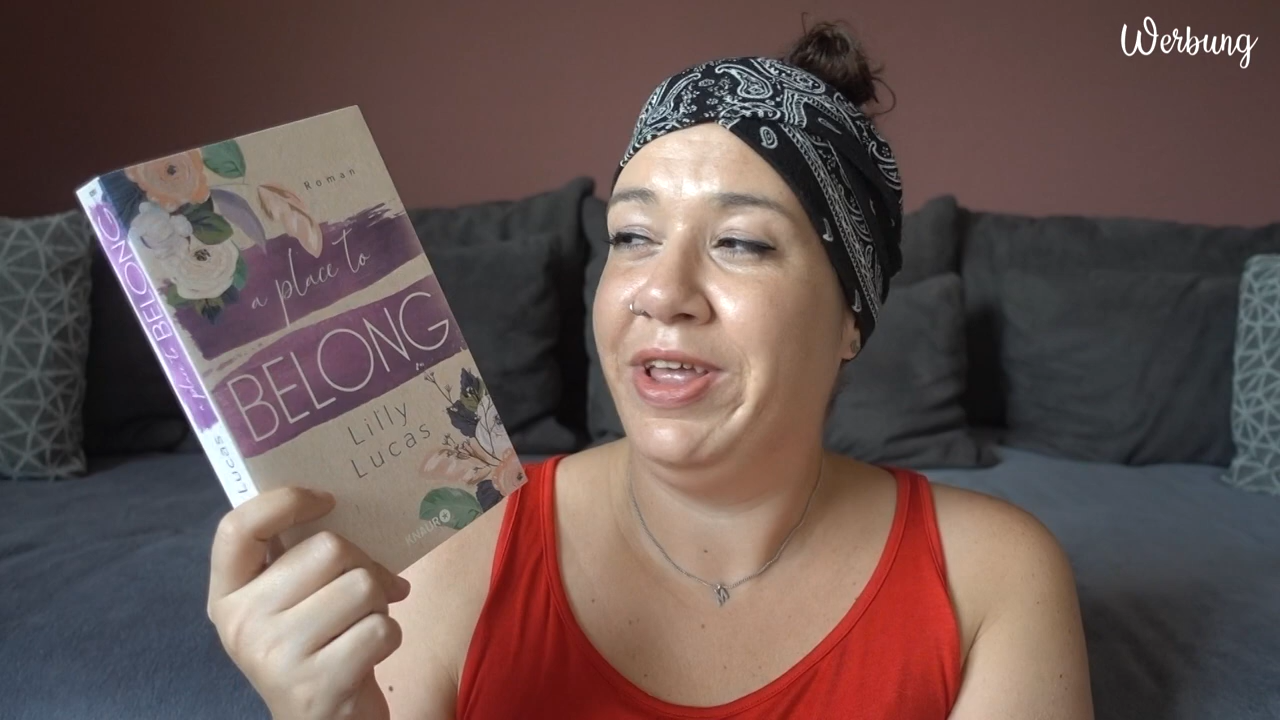 Werbung
Roman
a place to
BELONG
Lilly
Lucas
KNAUR
a place to BELONG
Lucas